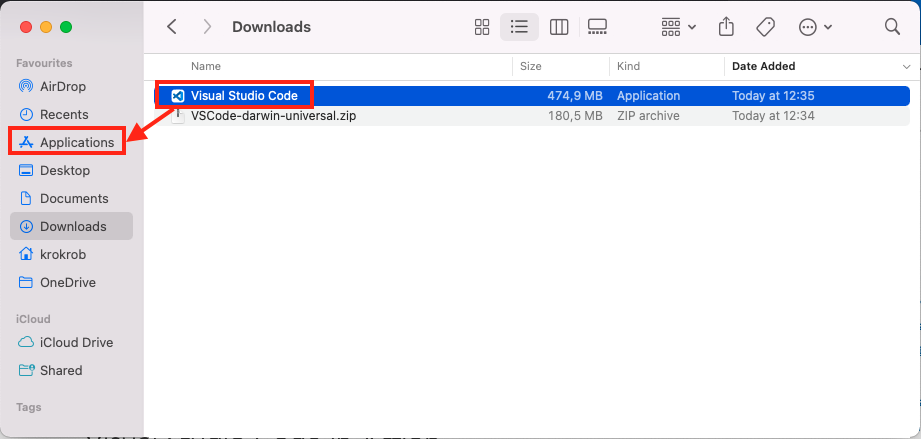 Downloads
Favourites
AirDrop
Recents
Applications
Desktop
Documents
Downloads
krokrob
OneDrive
iCloud
iCloud Drive
Shared
Tags
Name Size Kind Date Added
Visual Studio Code 474,9 MB Application Today at 12:35
VSCode-darwin-universal.zip 180,5 MB ZIP archive Today at 12:34